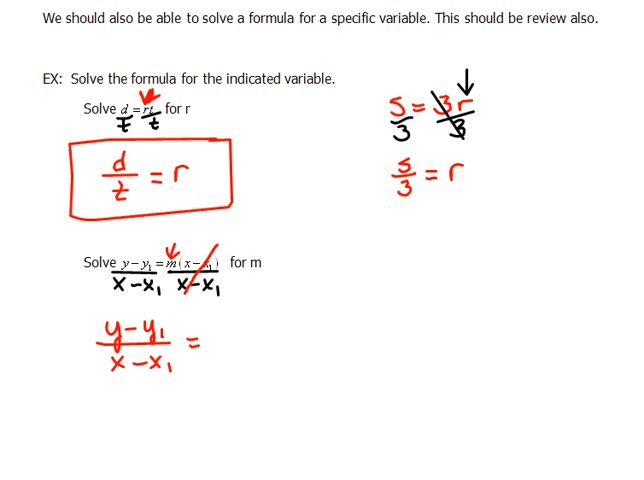 We should also be able to solve a formula for a specific variable. This should be review also.
EX: Solve the formula for the indicated variable.
Solve d = rt for r
t t
d/t = r
5 = 3r
3 3
5/3 = r
Solve y − y₁ = m(x − x₁) for m
x − x₁ x − x₁
(y − y₁)/(x − x₁) =